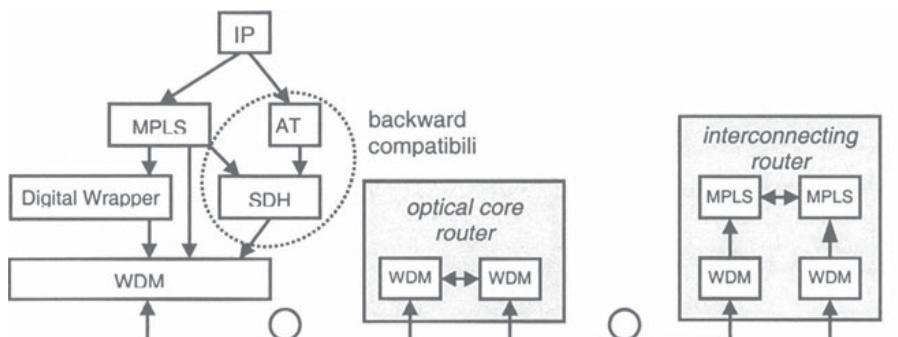 IP
MPLS
AT
backward
compatibili
Digital Wrapper
SDH
WDM
optical core
router
WDM
WDM
interconnecting
router
MPLS
MPLS
WDM
WDM